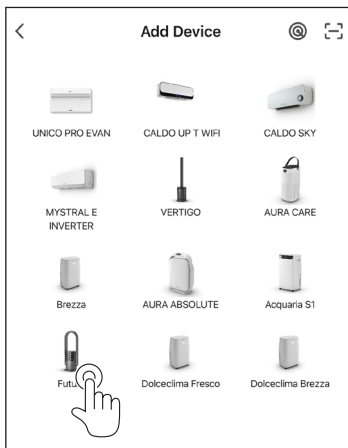 Add Device
UNICO PRO EVAN
CALDO UP T WIFI
CALDO SKY
MYSTRAL E
INVERTER
VERTIGO
AURA CARE
Brezza
AURA ABSOLUTE
Acquaria S1
Dolceclima Fresco
Dolceclima Brezza